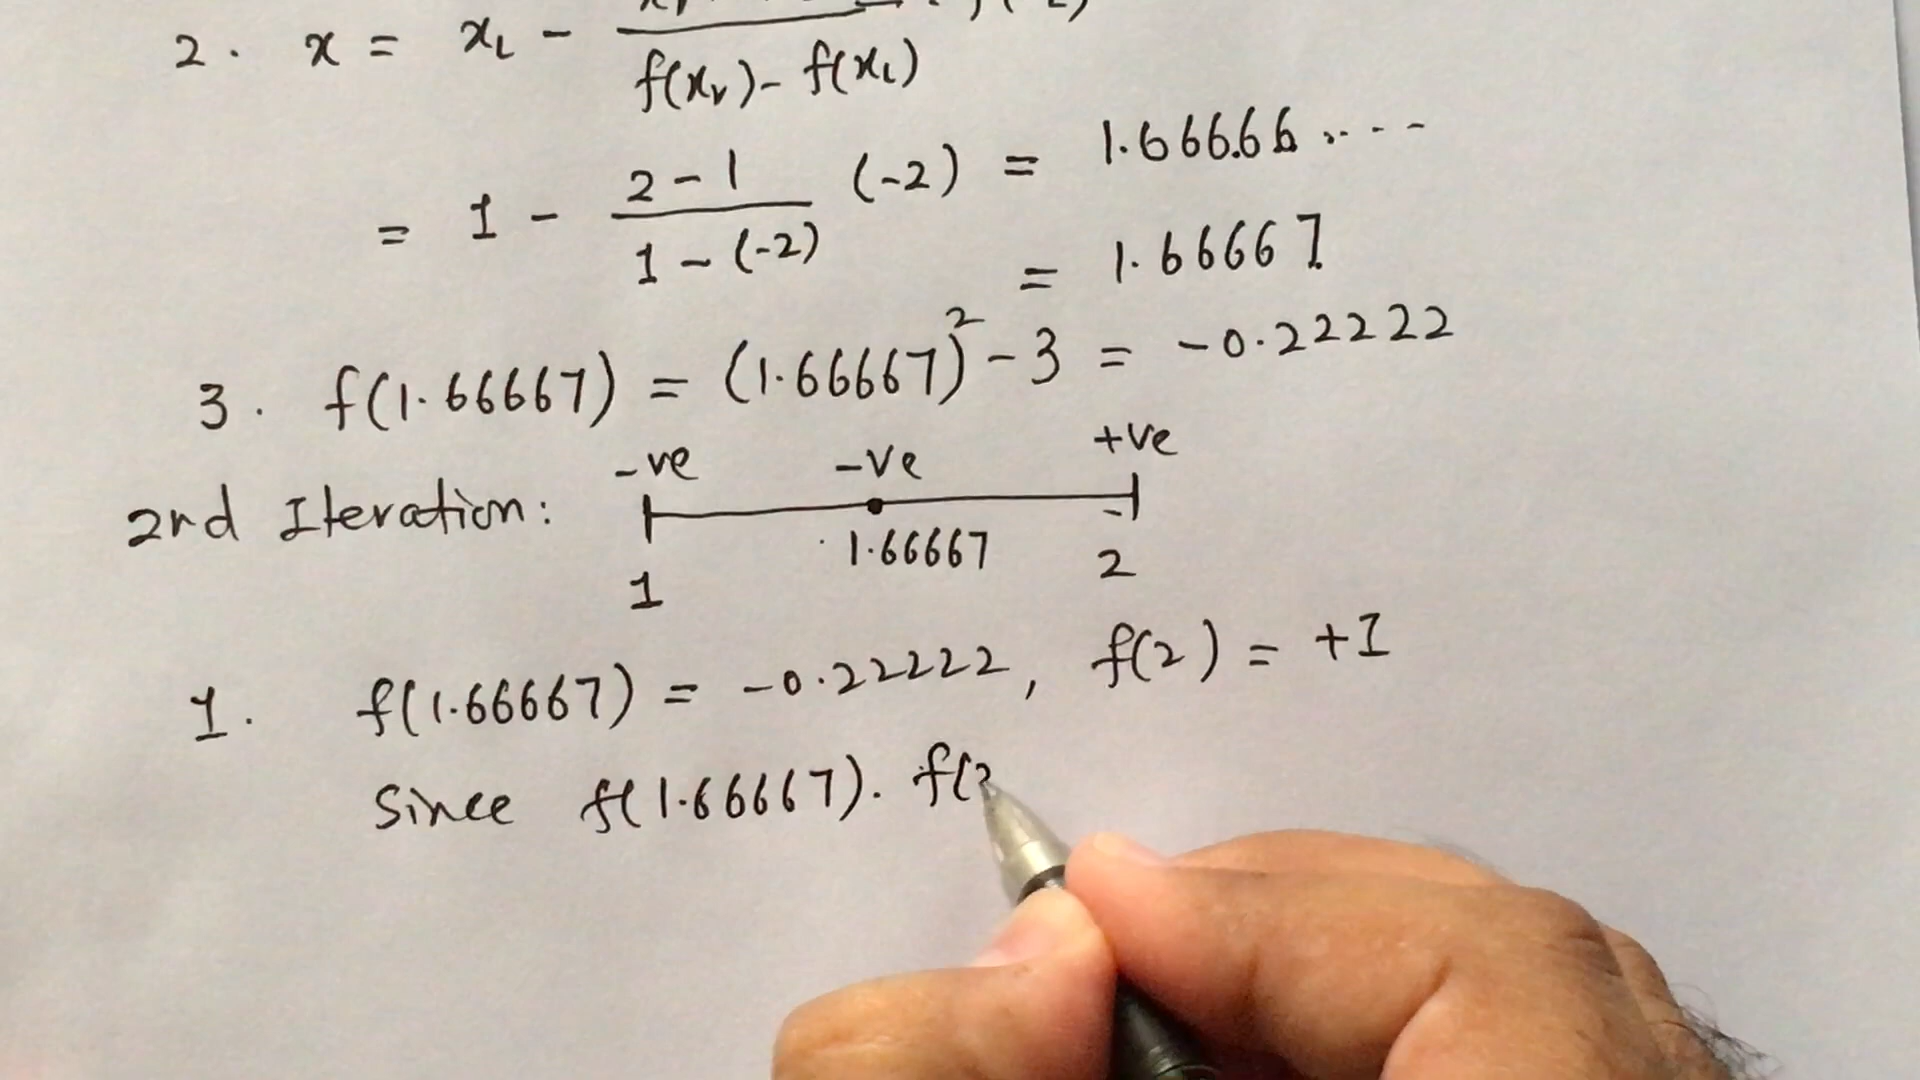 2. x = x_L - f(x_r) - f(x_L)
= 1 - (2 - 1)/(1 - (-2)) (-2) = 1.66666....
= 1.66667
3. f(1.66667) = (1.66667)² - 3 = -0.22222
-ve -ve +ve
2nd Iteration:
1 1.66667 2
1. f(1.66667) = -0.22222, f(2) = +1
Since f(1.66667). f(2